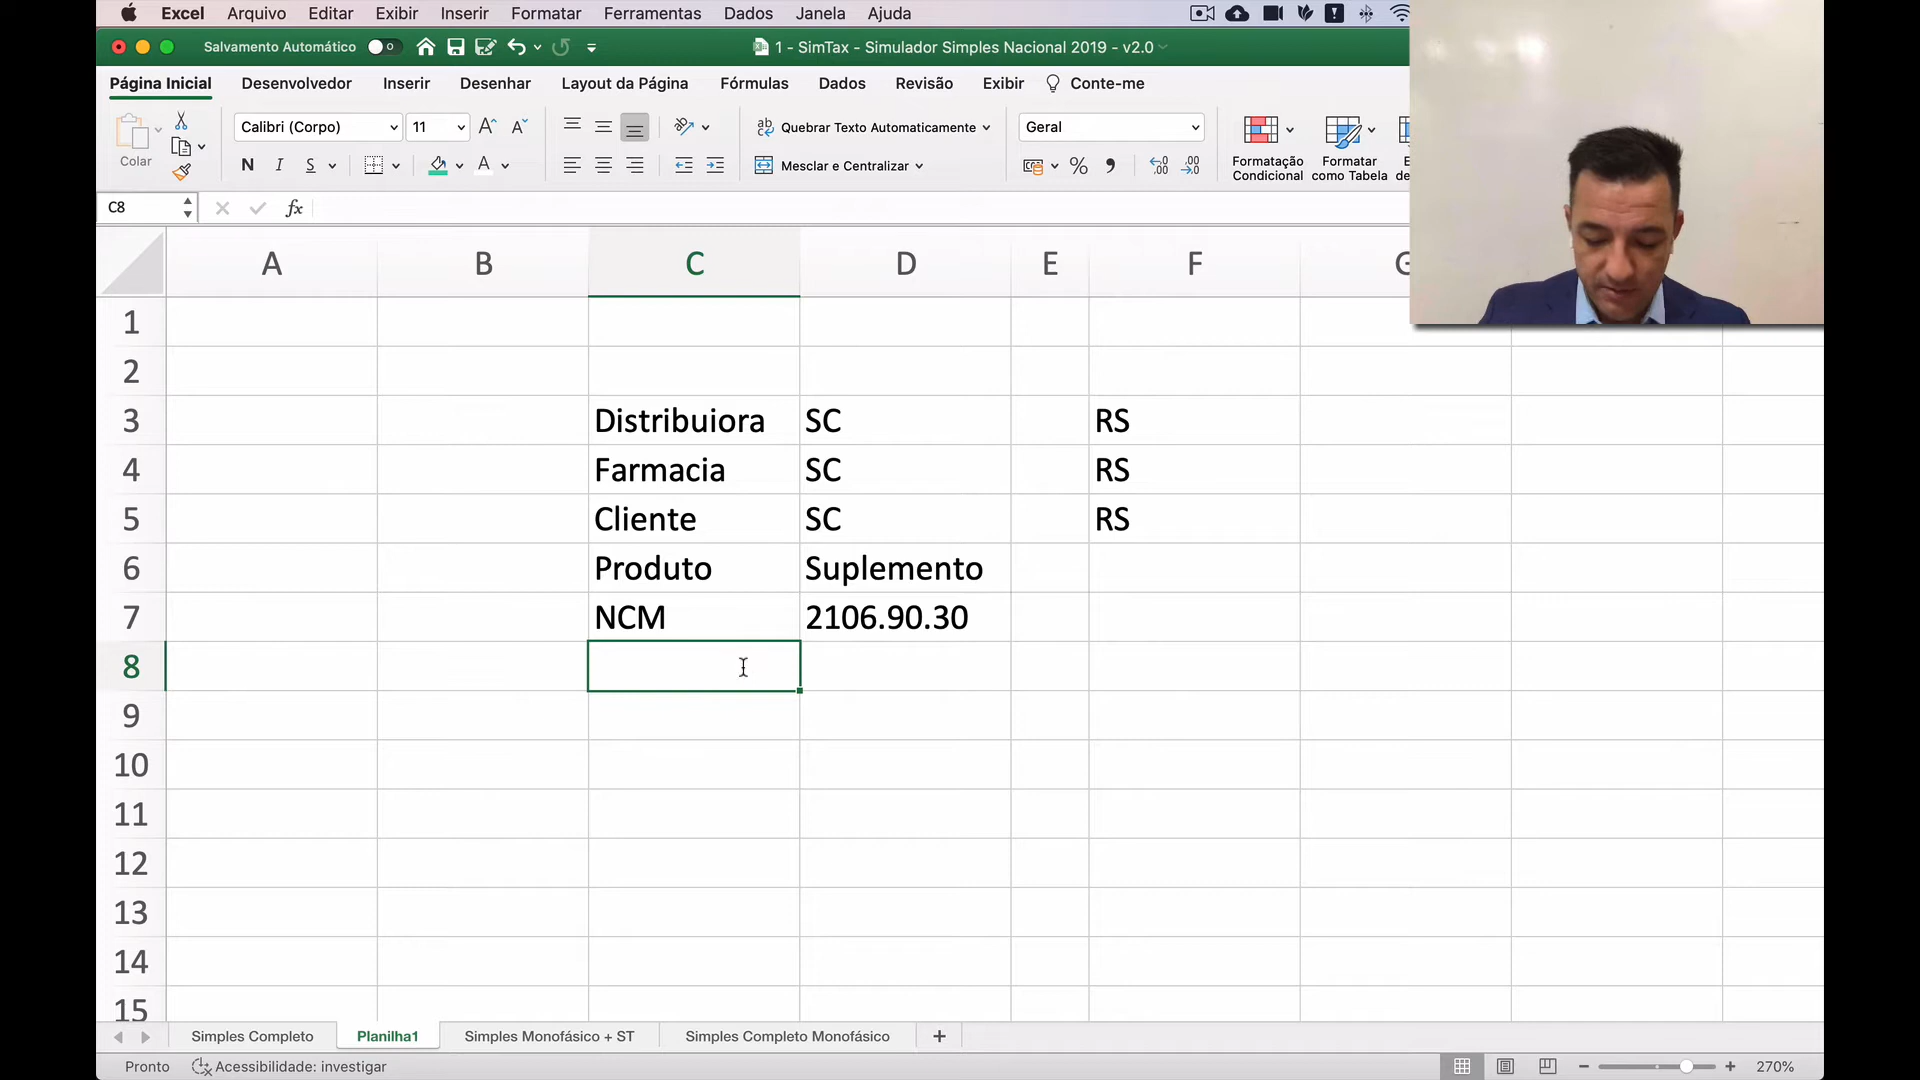 Excel Arquivo Editar Exibir Inserir Formatar Ferramentas Dados Janela Ajuda
Salvamento Automático 1 - SimTax - Simulador Simples Nacional 2019 - v2.0
Página Inicial Desenvolvedor Inserir Desenhar Layout da Página Fórmulas Dados Revisão Exibir Conte-me
Calibri (Corpo) 11 Quebrar Texto Automaticamente Geral
Colar N I S A Mesclar e Centralizar % Formatação Condicional Formatar como Tabela
C8 fx
A B C D E F G
1
2
3 Distribuiora SC RS
4 Farmacia SC RS
5 Cliente SC RS
6 Produto Suplemento
7 NCM 2106.90.30
8
9
10
11
12
13
14
15
Simples Completo Planilha1 Simples Monofásico + ST Simples Completo Monofásico +
Pronto Acessibilidade: investigar 270%